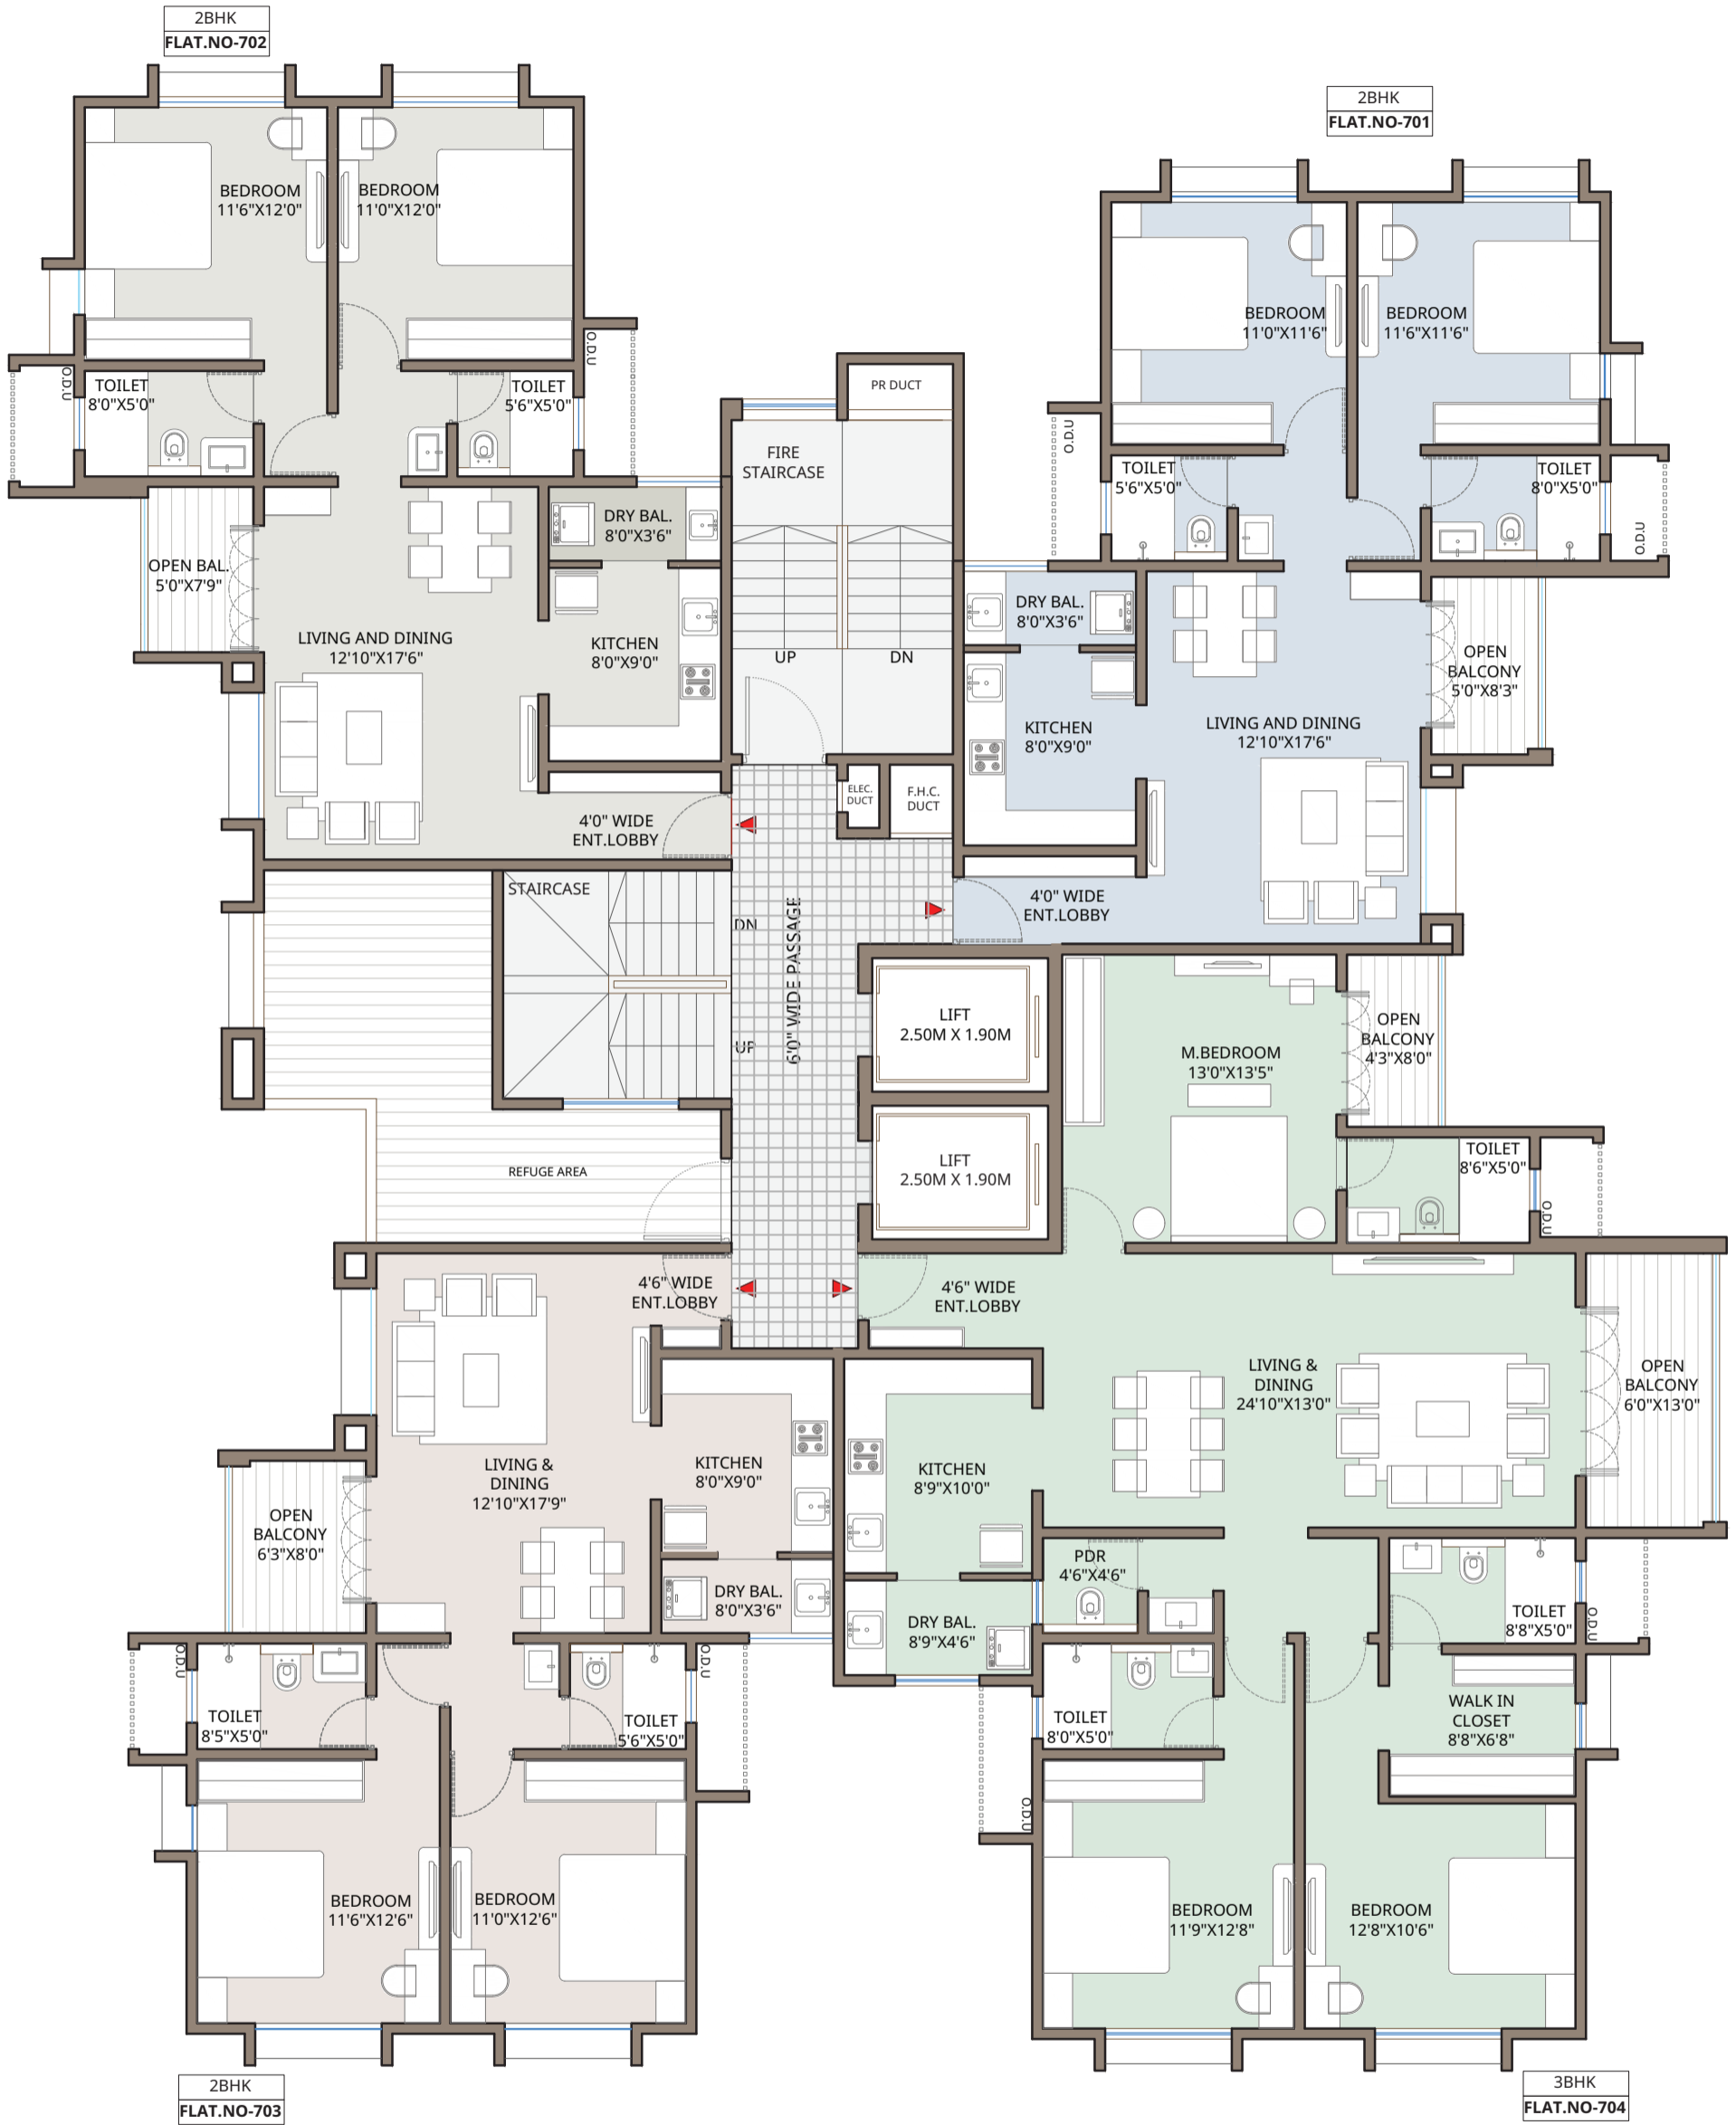 2BHK
FLAT.NO-702
2BHK
FLAT.NO-701
BEDROOM
11'6"X12'0"
BEDROOM
11'0"X12'0"
O.D.U
O.D.U
TOILET
8'0"X5'0"
TOILET
5'6"X5'0"
OPEN BAL.
5'0"X7'9"
DRY BAL.
8'0"X3'6"
LIVING AND DINING
12'10"X17'6"
KITCHEN
8'0"X9'0"
4'0" WIDE
ENT.LOBBY
PR DUCT
FIRE
STAIRCASE
UP
DN
ELEC.
DUCT
F.H.C.
DUCT
BEDROOM
11'0"X11'6"
BEDROOM
11'6"X11'6"
O.D.U
TOILET
5'6"X5'0"
TOILET
8'0"X5'0"
O.D.U
DRY BAL.
8'0"X3'6"
OPEN
BALCONY
5'0"X8'3"
KITCHEN
8'0"X9'0"
LIVING AND DINING
12'10"X17'6"
4'0" WIDE
ENT.LOBBY
STAIRCASE
DN
UP
6'0" WIDE PASSAGE
LIFT
2.50M X 1.90M
LIFT
2.50M X 1.90M
REFUGE AREA
M.BEDROOM
13'0"X13'5"
OPEN
BALCONY
4'3"X8'0"
TOILET
8'6"X5'0"
O.D.U
4'6" WIDE
ENT.LOBBY
4'6" WIDE
ENT.LOBBY
LIVING &
DINING
24'10"X13'0"
OPEN
BALCONY
6'0"X13'0"
LIVING &
DINING
12'10"X17'9"
KITCHEN
8'0"X9'0"
KITCHEN
8'9"X10'0"
OPEN
BALCONY
6'3"X8'0"
DRY BAL.
8'0"X3'6"
DRY BAL.
8'9"X4'6"
PDR
4'6"X4'6"
TOILET
8'8"X5'0"
O.D.U
O.D.U
O.D.U
TOILET
8'5"X5'0"
TOILET
5'6"X5'0"
TOILET
8'0"X5'0"
WALK IN
CLOSET
8'8"X6'8"
O.D.U
BEDROOM
11'6"X12'6"
BEDROOM
11'0"X12'6"
BEDROOM
11'9"X12'8"
BEDROOM
12'8"X10'6"
2BHK
FLAT.NO-703
3BHK
FLAT.NO-704